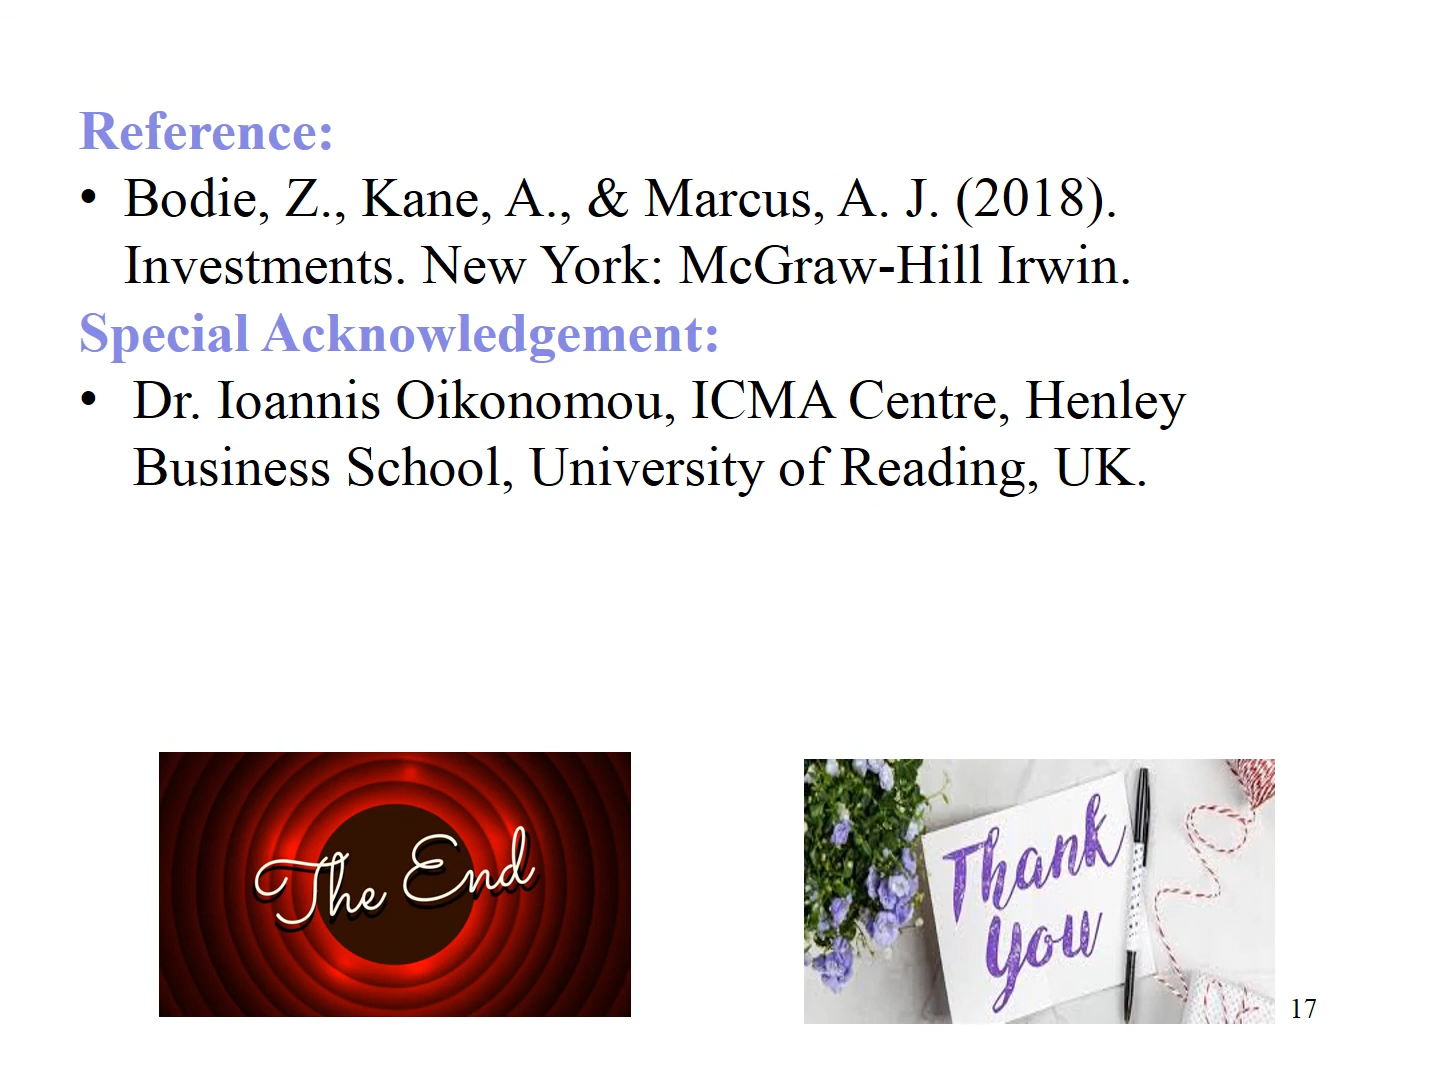 Reference:
• Bodie, Z., Kane, A., & Marcus, A. J. (2018).
Investments. New York: McGraw-Hill Irwin.
Special Acknowledgement:
• Dr. Ioannis Oikonomou, ICMA Centre, Henley
Business School, University of Reading, UK.
The End
Thank
You
17